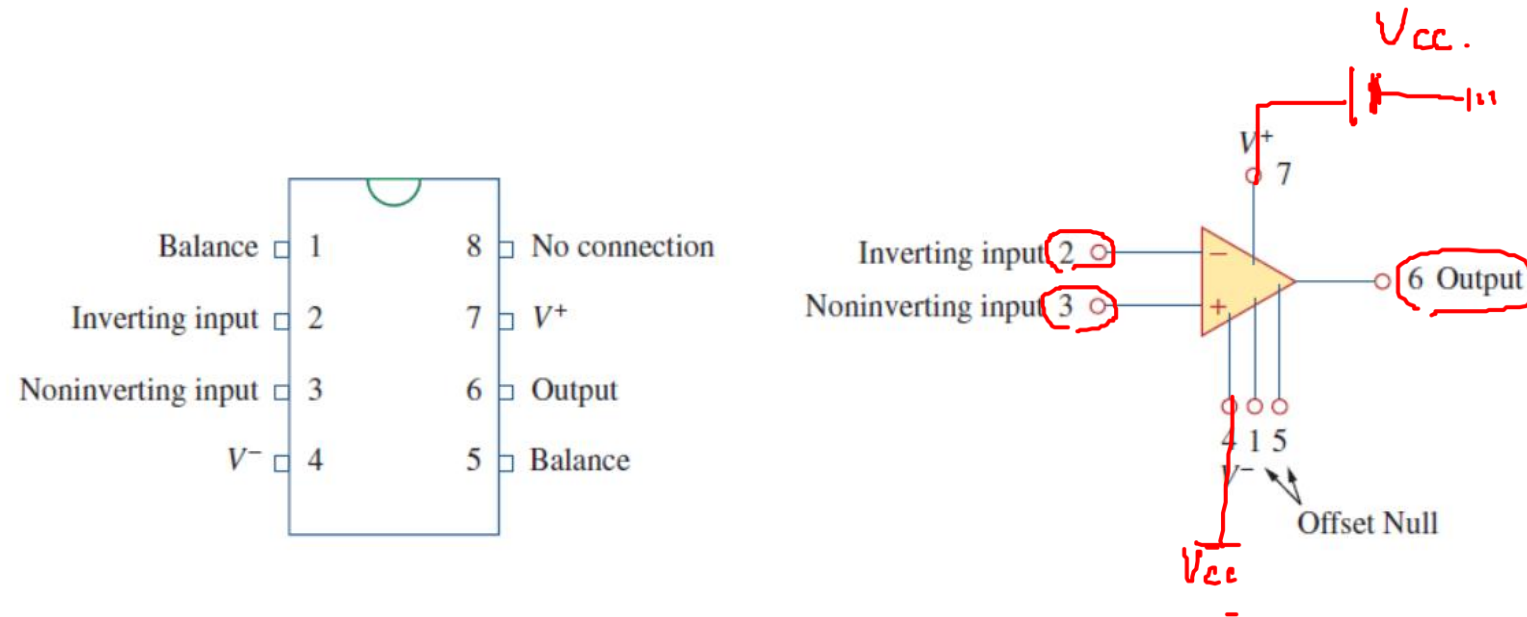 Balance 1
Inverting input 2
Noninverting input 3
V− 4
8 No connection
7 V+
6 Output
5 Balance
Vcc.
V+
7
Inverting input 2
−
Noninverting input 3
+
6 Output
4 1 5
V−
Offset Null
Vcc
−